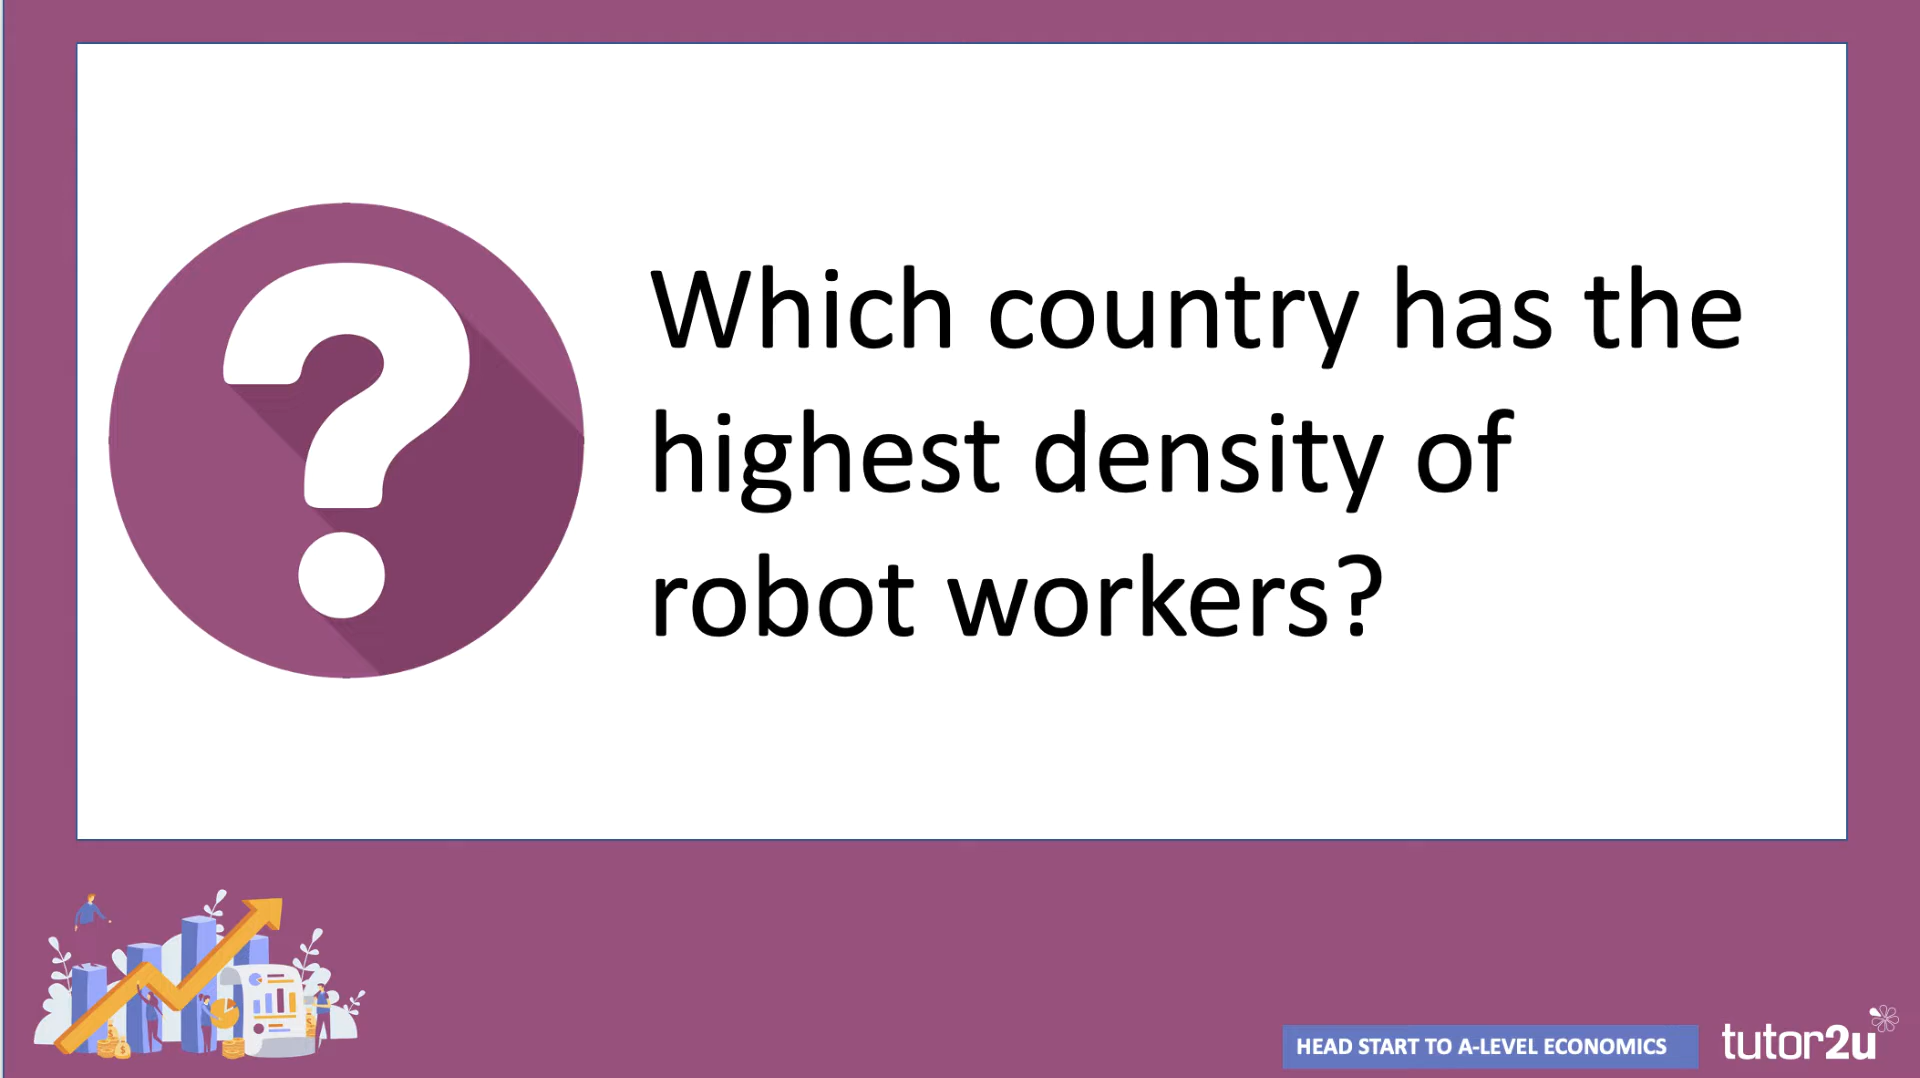 Which country has the
highest density of
robot workers?
HEAD START TO A-LEVEL ECONOMICS
tutor2u